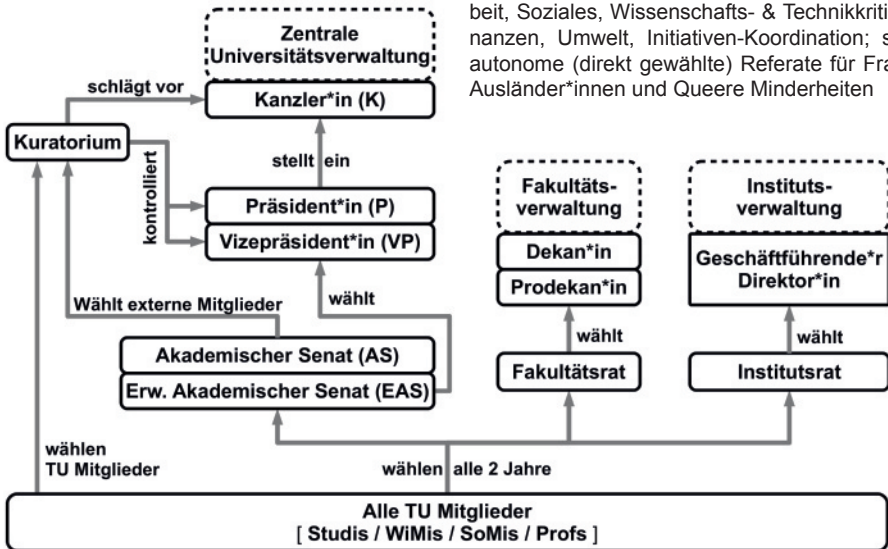 beit, Soziales, Wissenschafts- & Technikkriti
nanzen, Umwelt, Initiativen-Koordination; s
autonome (direkt gewählte) Referate für Fra
Ausländer*innen und Queere Minderheiten
Zentrale
Universitätsverwaltung
schlägt vor
Kanzler*in (K)
Kuratorium
stellt ein
kontrolliert
Präsident*in (P)
Vizepräsident*in (VP)
Fakultäts-
verwaltung
Dekan*in
Prodekan*in
Instituts-
verwaltung
Geschäftführende*r
Direktor*in
Wählt externe Mitglieder
wählt
wählt
wählt
Akademischer Senat (AS)
Erw. Akademischer Senat (EAS)
Fakultätsrat
Institutsrat
wählen
TU Mitglieder
wählen alle 2 Jahre
Alle TU Mitglieder
[ Studis / WiMis / SoMis / Profs ]